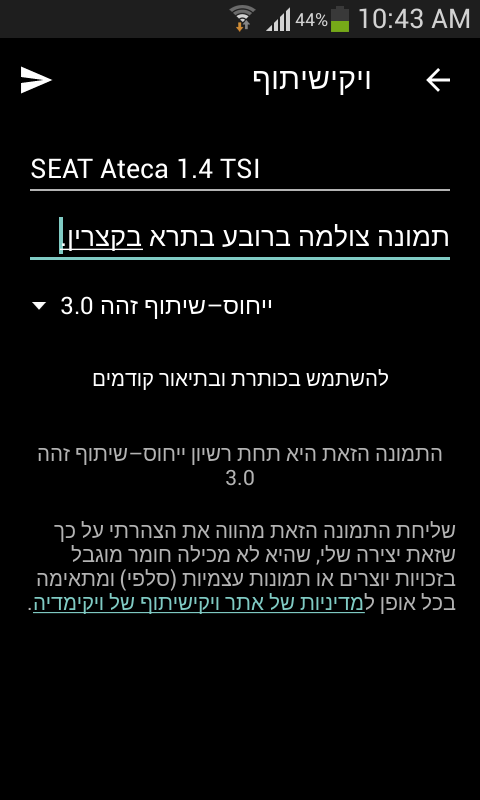 44% 10:43 AM
ויקישיתוף
SEAT Ateca 1.4 TSI
תמונה צולמה ברובע בתרא בקצרין.
ייחוס–שיתוף זהה 3.0
להשתמש בכותרת ובתיאור קודמים
התמונה הזאת היא תחת רשיון ייחוס–שיתוף זהה
3.0
שליחת התמונה הזאת מהווה את הצהרתי על כך
שזאת יצירה שלי, שהיא לא מכילה חומר מוגבל
בזכויות יוצרים או תמונות עצמיות (סלפי) ומתאימה
בכל אופן למדיניות של אתר ויקישיתוף של ויקימדיה.